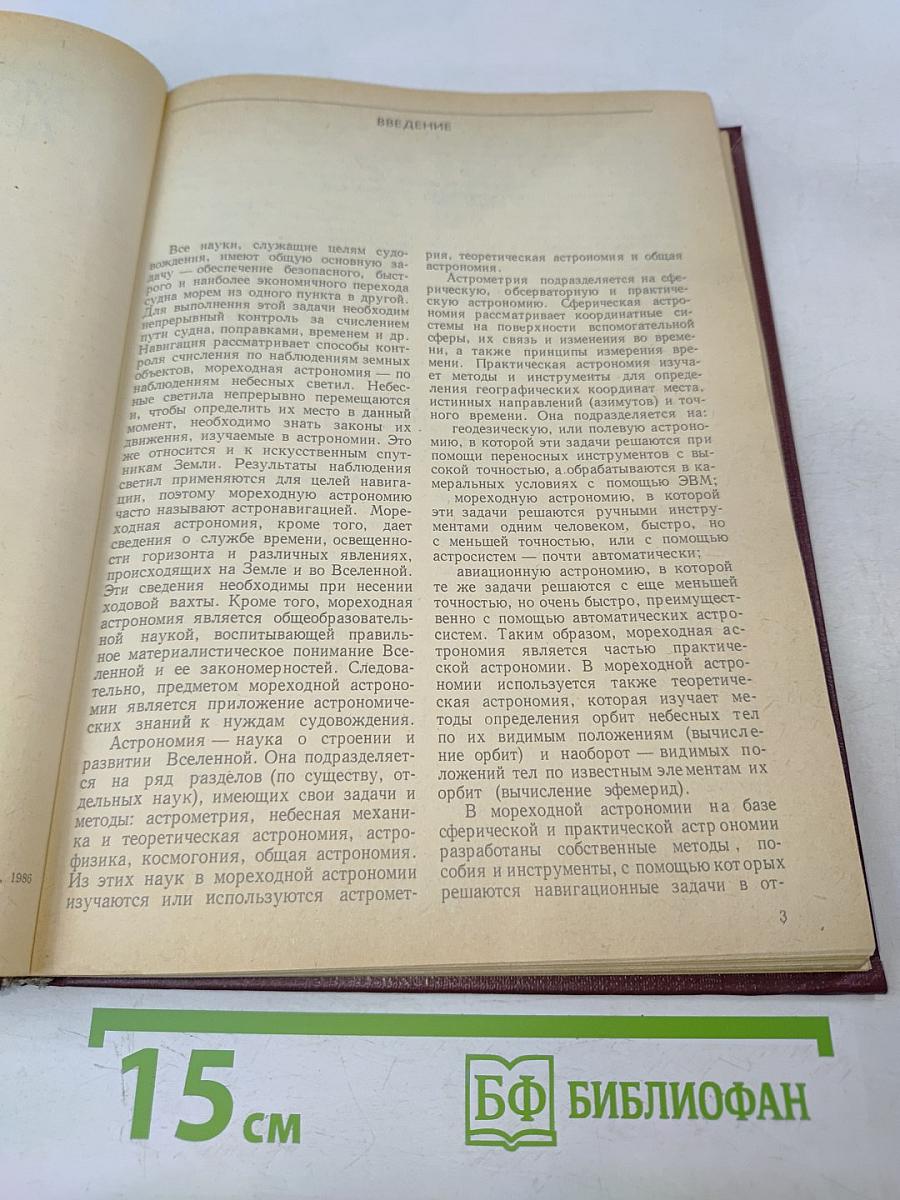 ВВЕДЕНИЕ
Все науки, служащие целям судо-
вождения, имеют общую основную за-
дачу — обеспечение безопасного, быст-
рого и наиболее экономичного перехода
судна морем из одного пункта в другой.
Для выполнения этой задачи необходим
непрерывный контроль за счислением
пути судна, поправками, временем и др.
Навигация рассматривает способы конт-
роля счисления по наблюдениям земных
объектов, мореходная астрономия — по
наблюдениям небесных светил. Небес-
ные светила непрерывно перемещаются
и, чтобы определить их место в данный
момент, необходимо знать законы их
движения, изучаемые в астрономии. Это
же относится и к искусственным спут-
никам Земли. Результаты наблюдения
светил применяются для целей навига-
ции, поэтому мореходную астрономию
часто называют астронавигацией. Море-
ходная астрономия, кроме того, дает
сведения о службе времени, освещенно-
сти горизонта и различных явлениях,
происходящих на Земле и во Вселенной.
Эти сведения необходимы при несении
ходовой вахты. Кроме того, мореходная
астрономия является общеобразователь-
ной наукой, воспитывающей правиль-
ное материалистическое понимание Все-
ленной и ее закономерностей. Следова-
тельно, предметом мореходной астроно-
мии является приложение астрономиче-
ских знаний к нуждам судовождения.
Астрономия — наука о строении и
развитии Вселенной. Она подразделяет-
ся на ряд разделов (по существу, от-
дельных наук), имеющих свои задачи и
методы: астрометрия, небесная механи-
ка и теоретическая астрономия, астро-
физика, космогония, общая астрономия.
Из этих наук в мореходной астрономии
изучаются или используются астромет-
рия, теоретическая астрономия и общая
астрономия.
Астрометрия подразделяется на сфе-
рическую, обсерваторную и практиче-
скую астрономию. Сферическая астро-
номия рассматривает координатные си-
стемы на поверхности вспомогательной
сферы, их связь и изменения во време-
ни, а также принципы измерения вре-
мени. Практическая астрономия изуча-
ет методы и инструменты для опреде-
ления географических координат места,
истинных направлений (азимутов) и точ-
ного времени. Она подразделяется на:
геодезическую, или полевую астроно-
мию, в которой эти задачи решаются при
помощи переносных инструментов с вы-
сокой точностью, а обрабатываются в ка-
меральных условиях с помощью ЭВМ;
мореходную астрономию, в которой
эти задачи решаются ручными инстру-
ментами одним человеком, быстро, но
с меньшей точностью, или с помощью
астросистем — почти автоматически;
авиационную астрономию, в которой
те же задачи решаются с еще меньшей
точностью, но очень быстро, преимущест-
венно с помощью автоматических астро-
систем. Таким образом, мореходная ас-
трономия является частью практиче-
ской астрономии. В мореходной астро-
номии используется также теоретиче-
ская астрономия, которая изучает ме-
тоды определения орбит небесных тел
по их видимым положениям (вычисле-
ние орбит) и наоборот — видимых по-
ложений тел по известным элементам их
орбит (вычисление эфемерид).
В мореходной астрономии на базе
сферической и практической астрономии
разработаны собственные методы, по-
собия и инструменты, с помощью которых
решаются навигационные задачи в от-
3
, 1986
15 см
БФ БИБЛИОФАН